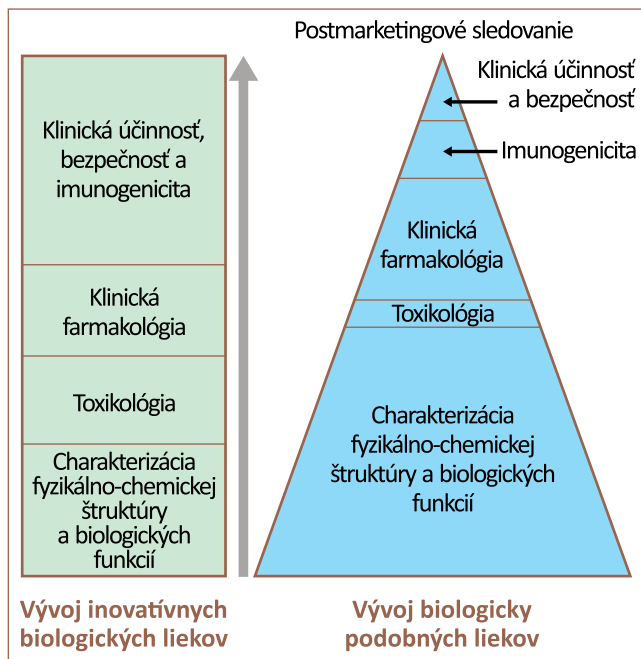 Postmarketingové sledovanie
Klinická účinnosť,
bezpečnosť a
imunogenicita
Klinická
farmakológia
Toxikológia
Charakterizácia
fyzikálno-chemickej
štruktúry
a biologických
funkcií
Vývoj inovatívnych
biologických liekov
Klinická účinnosť
a bezpečnosť
Imunogenicita
Klinická
farmakológia
Toxikológia
Charakterizácia
fyzikálno-chemickej
štruktúry a biologických
funkcií
Vývoj biologicky
podobných liekov